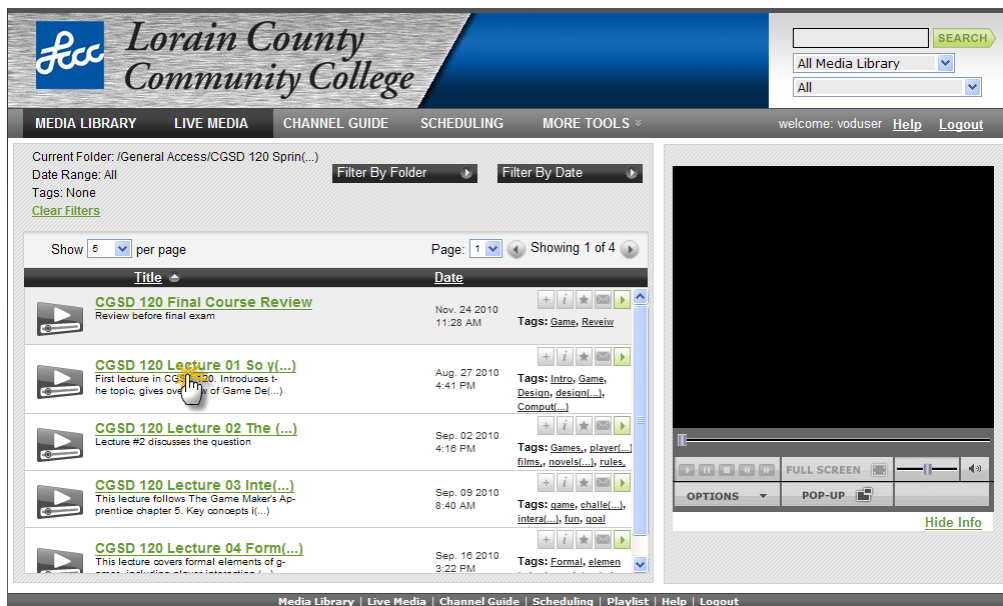 lccc Lorain County
Community College
SEARCH
All Media Library
All
MEDIA LIBRARY LIVE MEDIA CHANNEL GUIDE SCHEDULING MORE TOOLS welcome: voduser Help Logout
Current Folder: /General Access/CGSD 120 Sprin(...)
Date Range: All
Tags: None
Clear Filters
Filter By Folder Filter By Date
Show 5 per page Page: 1 Showing 1 of 4
Title Date
CGSD 120 Final Course Review
Review before final exam
Nov. 24 2010
11:28 AM
Tags: Game, Reveiw
CGSD 120 Lecture 01 So y(...)
First lecture in 120. Introduces t-
he topic, gives of Game De(...)
Aug. 27 2010
4:41 PM
Tags: Intro, Game,
Design, design(...),
Comput(...)
CGSD 120 Lecture 02 The (...)
Lecture #2 discusses the question
Sep. 02 2010
4:16 PM
Tags: Games,, player(...)
films,, novels(...), rules,
CGSD 120 Lecture 03 Inte(...)
This lecture follows The Game Maker's Ap-
prentice chapter 5. Key concepts i(...)
Sep. 09 2010
8:40 AM
Tags: game, challe(...),
intera(...), fun, goal
CGSD 120 Lecture 04 Form(...)
This lecture covers formal elements of g-
Sep. 16 2010
3:22 PM
Tags: Formal, elemen
FULL SCREEN
OPTIONS POP-UP
Hide Info
Media Library | Live Media | Channel Guide | Scheduling | Playlist | Help | Logout